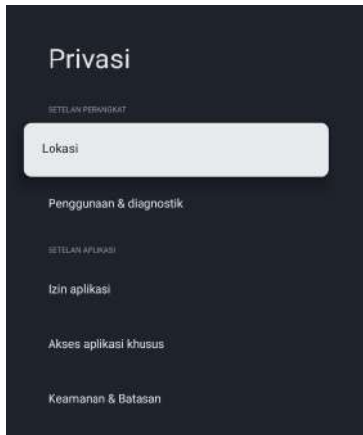 Privasi
SETELAN PERANGKAT
Lokasi
Penggunaan & diagnostik
SETELAN APLIKASI
Izin aplikasi
Akses aplikasi khusus
Keamanan & Batasan